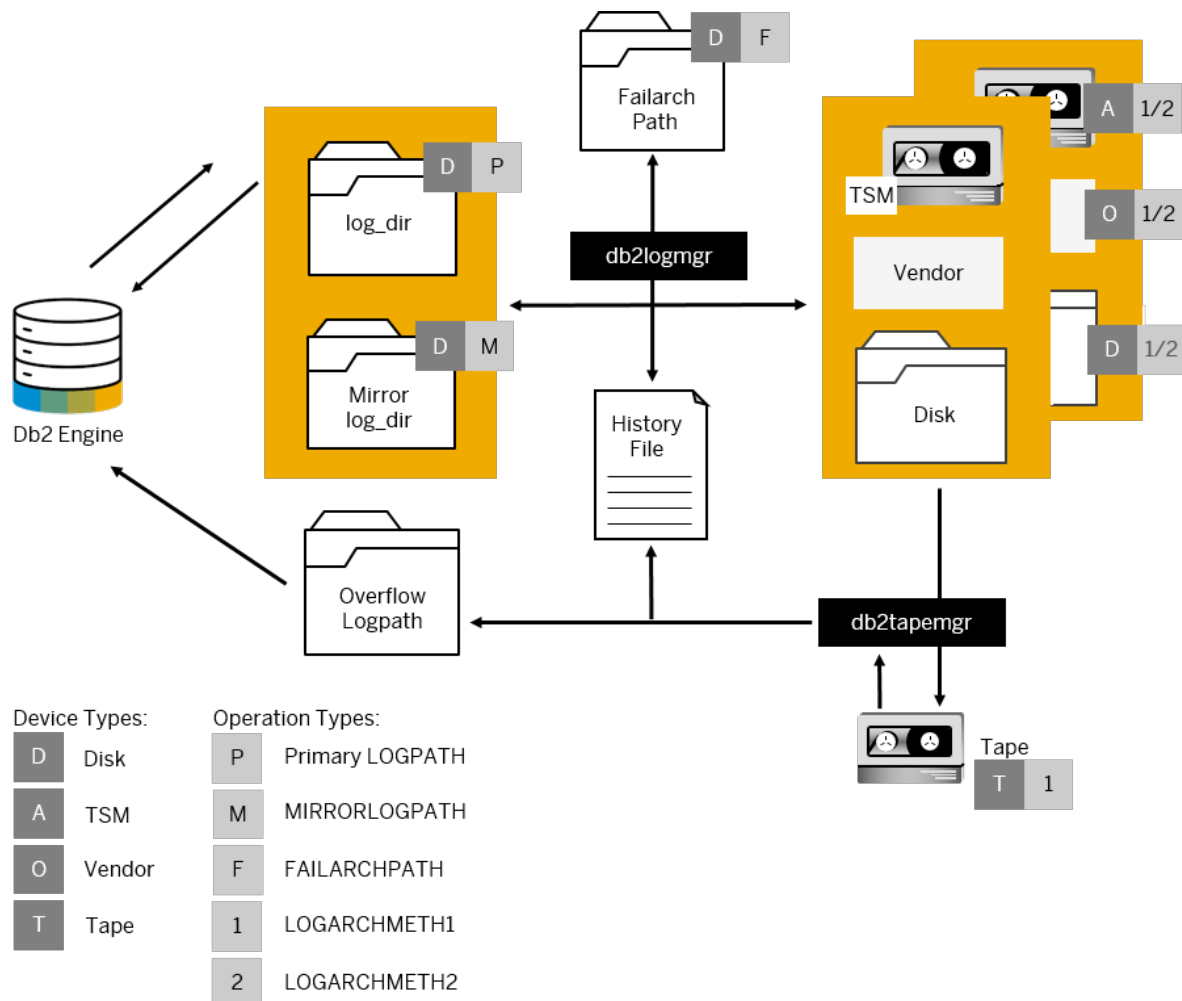 D F
Failarch
Path
A 1/2
D P
TSM
O 1/2
log_dir
db2logmgr
Vendor
D M
D 1/2
Mirror
log_dir
History
File
Disk
Db2 Engine
Overflow
Logpath
db2tapemgr
Tape
T 1
Device Types:
D Disk
A TSM
O Vendor
T Tape
Operation Types:
P Primary LOGPATH
M MIRRORLOGPATH
F FAILARCHPATH
1 LOGARCHMETH1
2 LOGARCHMETH2